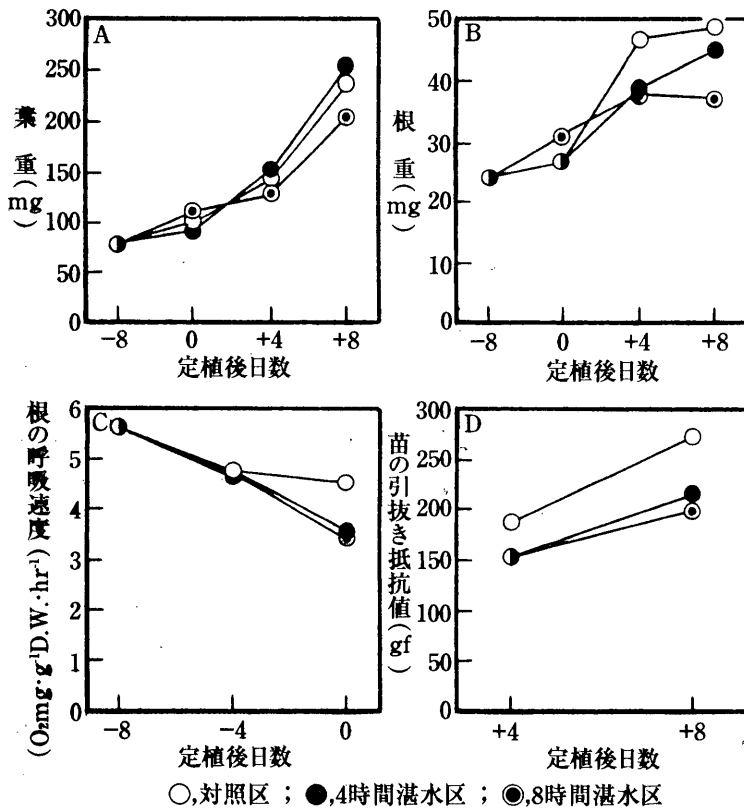 A
葉重(mg)
300
250
200
150
100
50
0
-8 0 +4 +8
定植後日数
B
根重(mg)
50
40
30
20
10
0
-8 0 +4 +8
定植後日数
C
根の呼吸速度(O₂mg·g⁻¹D.W.·hr⁻¹)
6
5
4
3
2
1
0
-8 -4 0
定植後日数
D
苗の引抜き抵抗値(gf)
300
250
200
150
100
50
0
+4 +8
定植後日数
○,対照区 ; ●,4時間湛水区 ; ◉,8時間湛水区